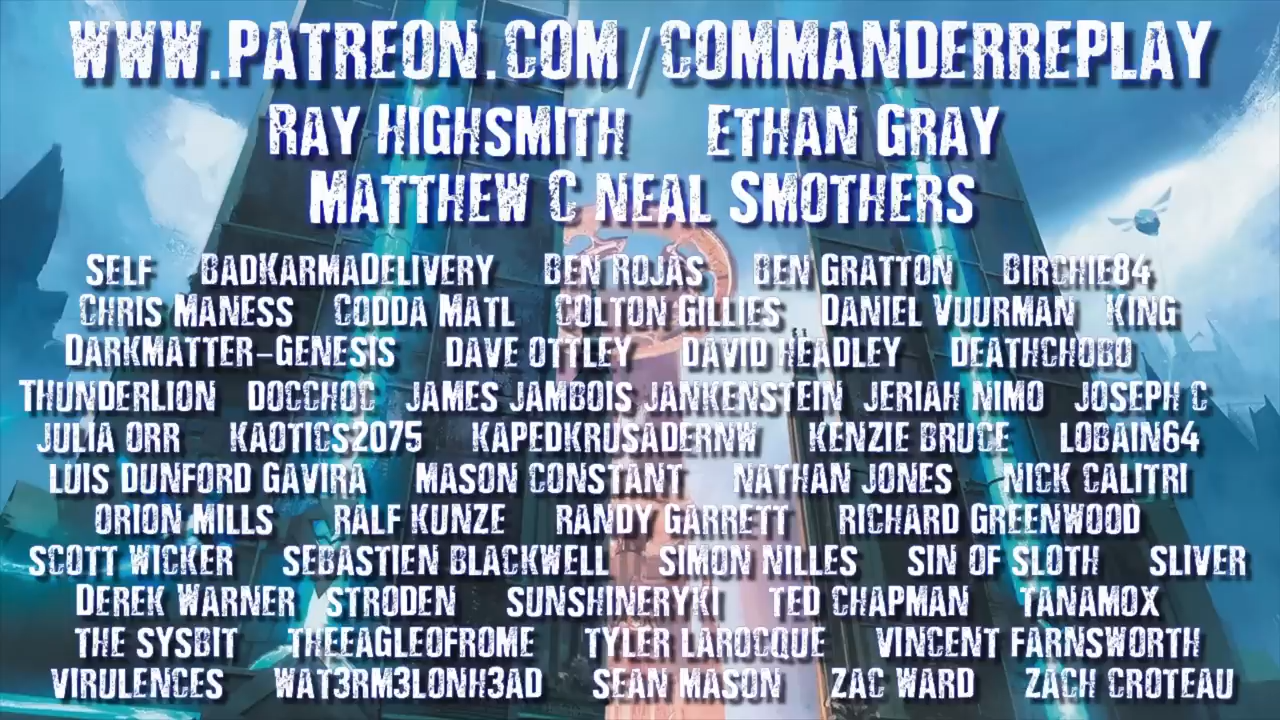 WWW.PATREON.COM/COMMANDERREPLAY
RAY HIGHSMITH ETHAN GRAY
MATTHEW C NEAL SMOTHERS
SELF BADKARMADELIVERY BEN ROJAS BEN GRATTON BIRCHIE84
CHRIS MANESS CODDA MATL COLTON GILLIES DANIEL VUURMAN KING
DARKMATTER-GENESIS DAVE OTTLEY DAVID HEADLEY DEATHCHOBO
THUNDERLION DOCCHOC JAMES JAMBOIS JANKENSTEIN JERIAH NIMO JOSEPH C
JULIA ORR KAOTICS2075 KAPEDKRUSADERNW KENZIE BRUCE LOBAIN64
LUIS DUNFORD GAVIRA MASON CONSTANT NATHAN JONES NICK CALITRI
ORION MILLS RALF KUNZE RANDY GARRETT RICHARD GREENWOOD
SCOTT WICKER SEBASTIEN BLACKWELL SIMON NILLES SIN OF SLOTH SLIVER
DEREK WARNER STRODEN SUNSHINERYKI TED CHAPMAN TANAMOX
THE SYSBIT THEEAGLEOFROME TYLER LAROCQUE VINCENT FARNSWORTH
VIRULENCES WAT3RM3LONH3AD SEAN MASON ZAC WARD ZACH CROTEAU